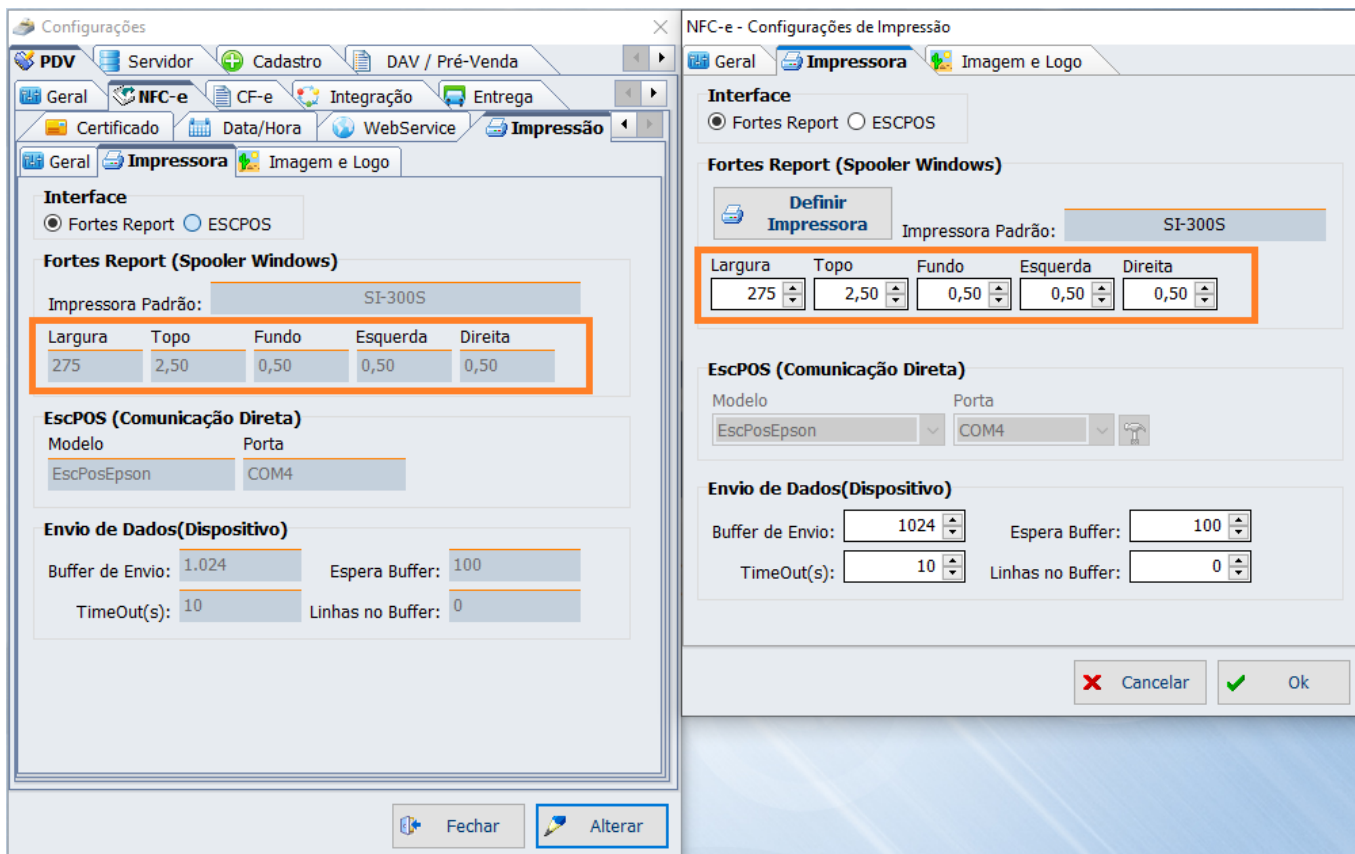 Configurações
PDV Servidor Cadastro DAV / Pré-Venda
Geral NFC-e CF-e Integração Entrega
Certificado Data/Hora WebService Impressão
Geral Impressora Imagem e Logo
Interface
Fortes Report ESCPOS
Fortes Report (Spooler Windows)
Impressora Padrão: SI-300S
Largura Topo Fundo Esquerda Direita
275 2,50 0,50 0,50 0,50
EscPOS (Comunicação Direta)
Modelo Porta
EscPosEpson COM4
Envio de Dados(Dispositivo)
Buffer de Envio: 1.024 Espera Buffer: 100
TimeOut(s): 10 Linhas no Buffer: 0
Fechar Alterar
NFC-e - Configurações de Impressão
Geral Impressora Imagem e Logo
Interface
Fortes Report ESCPOS
Fortes Report (Spooler Windows)
Definir
Impressora Impressora Padrão: SI-300S
Largura Topo Fundo Esquerda Direita
275 2,50 0,50 0,50 0,50
EscPOS (Comunicação Direta)
Modelo Porta
EscPosEpson COM4
Envio de Dados(Dispositivo)
Buffer de Envio: 1024 Espera Buffer: 100
TimeOut(s): 10 Linhas no Buffer: 0
Cancelar Ok